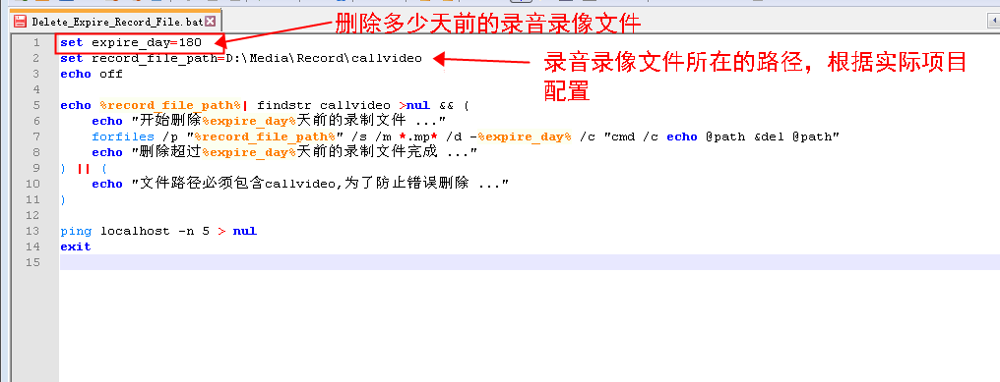 Delete_Expire_Record_File.bat
删除多少天前的录音录像文件
1 set expire_day=180
2 set record_file_path=D:\Media\Record\callvideo
录音录像文件所在的路径，根据实际项目
配置
3 echo off
4
5 echo %record_file_path%| findstr callvideo >nul && (
6 echo "开始删除%expire_day%天前的录制文件 ..."
7 forfiles /p "%record_file_path%" /s /m *.mp* /d -%expire_day% /c "cmd /c echo @path &del @path"
8 echo "删除超过%expire_day%天前的录制文件完成 ..."
9 ) || (
10 echo "文件路径必须包含callvideo,为了防止错误删除 ..."
11 )
12
13 ping localhost -n 5 > nul
14 exit
15